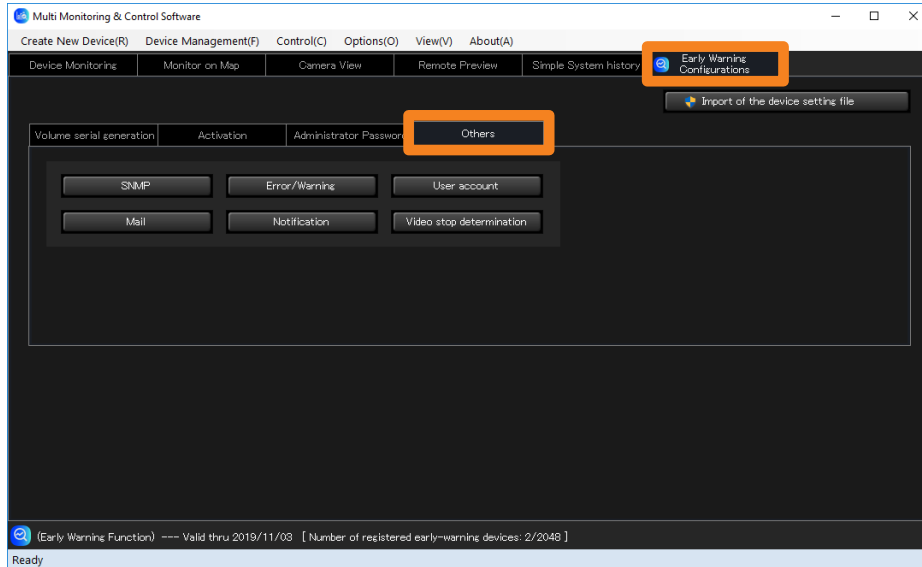 Multi Monitoring & Control Software
Create New Device(R) Device Management(F) Control(C) Options(O) View(V) About(A)
Device Monitoring Monitor on Map Camera View Remote Preview Simple System history Early Warning Configurations
Import of the device setting file
Volume serial generation Activation Administrator Passwor Others
SNMP Error/Warning User account
Mail Notification Video stop determination
(Early Warning Function) --- Valid thru 2019/11/03 [ Number of registered early-warning devices: 2/2048 ]
Ready